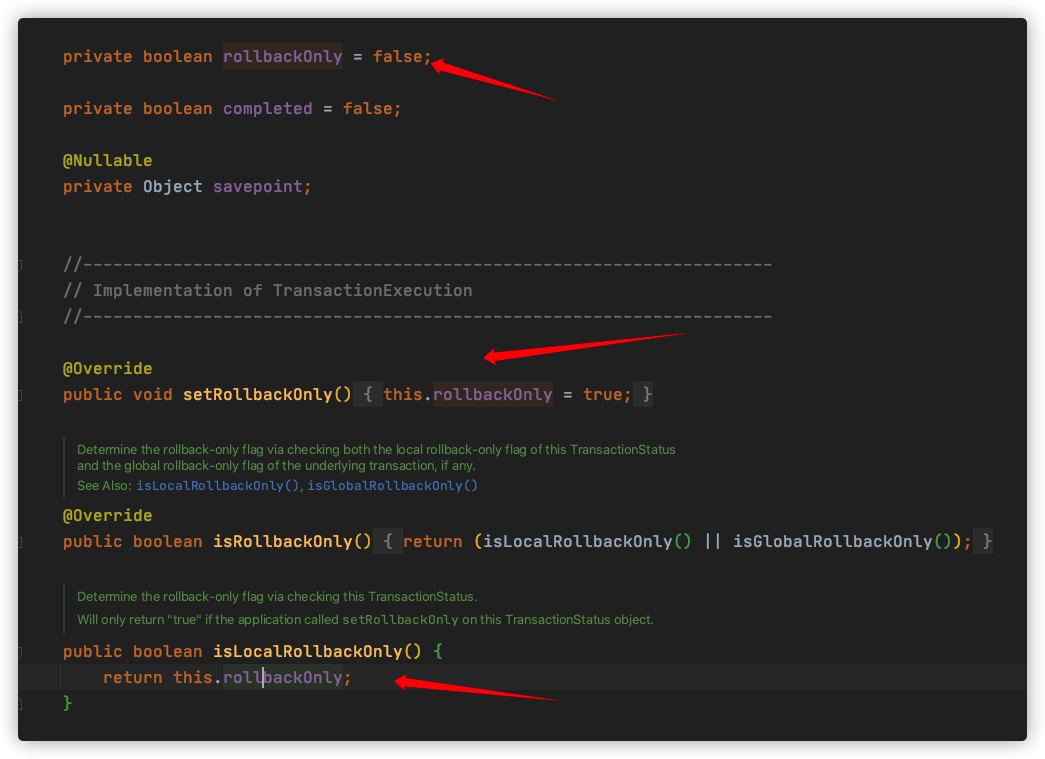 private boolean rollbackOnly = false;
private boolean completed = false;
@Nullable
private Object savepoint;
//---------------------------------------------------------------------
// Implementation of TransactionExecution
//---------------------------------------------------------------------
@Override
public void setRollbackOnly() { this.rollbackOnly = true; }
Determine the rollback-only flag via checking both the local rollback-only flag of this TransactionStatus
and the global rollback-only flag of the underlying transaction, if any.
See Also: isLocalRollbackOnly(), isGlobalRollbackOnly()
@Override
public boolean isRollbackOnly() { return (isLocalRollbackOnly() || isGlobalRollbackOnly()); }
Determine the rollback-only flag via checking this TransactionStatus.
Will only return "true" if the application called setRollbackOnly on this TransactionStatus object.
public boolean isLocalRollbackOnly() {
return this.rollbackOnly;
}